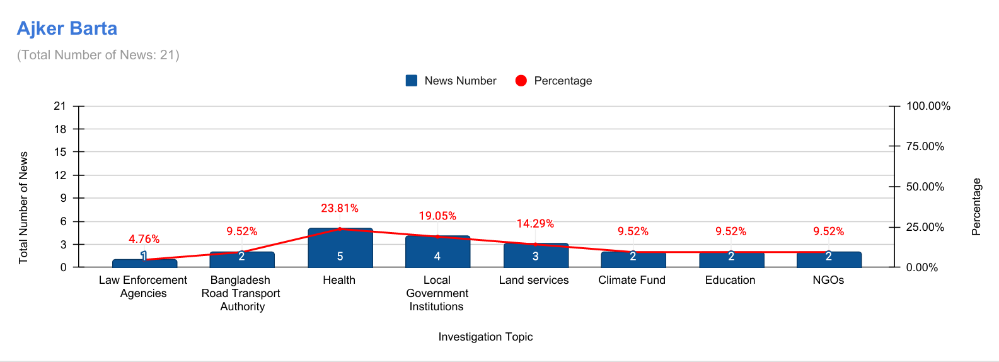 Ajker Barta
(Total Number of News: 21)
News Number
Percentage
21
18
15
12
9
6
3
0
Total Number of News
100.00%
75.00%
50.00%
25.00%
0.00%
Percentage
4.76%
9.52%
23.81%
19.05%
14.29%
9.52%
9.52%
9.52%
1
2
5
4
3
2
2
2
Law Enforcement
Agencies
Bangladesh
Road Transport
Authority
Health
Local
Government
Institutions
Land services
Climate Fund
Education
NGOs
Investigation Topic